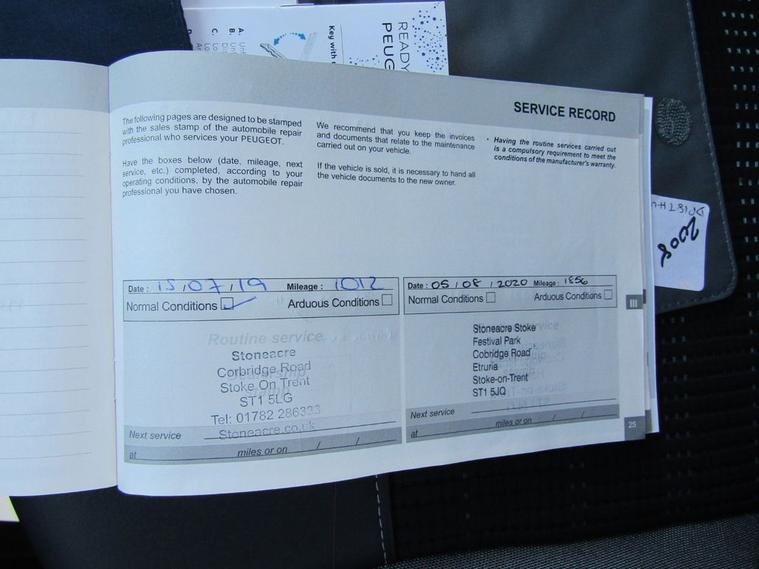 READY
PEUG
Key with
A.
B.
C.
SERVICE RECORD
The following pages are designed to be stamped
with the sales stamp of the automobile repair
professional who services your PEUGEOT.
Have the boxes below (date, mileage, next
service, etc.) completed, according to your
operating conditions, by the automobile repair
professional you have chosen.
We recommend that you keep the invoices
and documents that relate to the maintenance
carried out on your vehicle.
If the vehicle is sold, it is necessary to hand all
the vehicle documents to the new owner.
• Having the routine services carried out
is a compulsory requirement to meet the
conditions of the manufacturer's warranty.
2008
Date : 15/07/19 Mileage : 1012
Normal Conditions Arduous Conditions
Routine service
Stoneacre
Corbridge Road
Stoke On Trent
ST1 5LG
Tel: 01782 286333
Stoneacre.co.uk
Next service
at miles or on / /
Date : 05/08/2020 Mileage : 1856
Normal Conditions Arduous Conditions
Stoneacre Stoke
Festival Park
Cobridge Road
Etruria
Stoke-on-Trent
ST1 5JQ
Next service
at miles or on / /
III
25